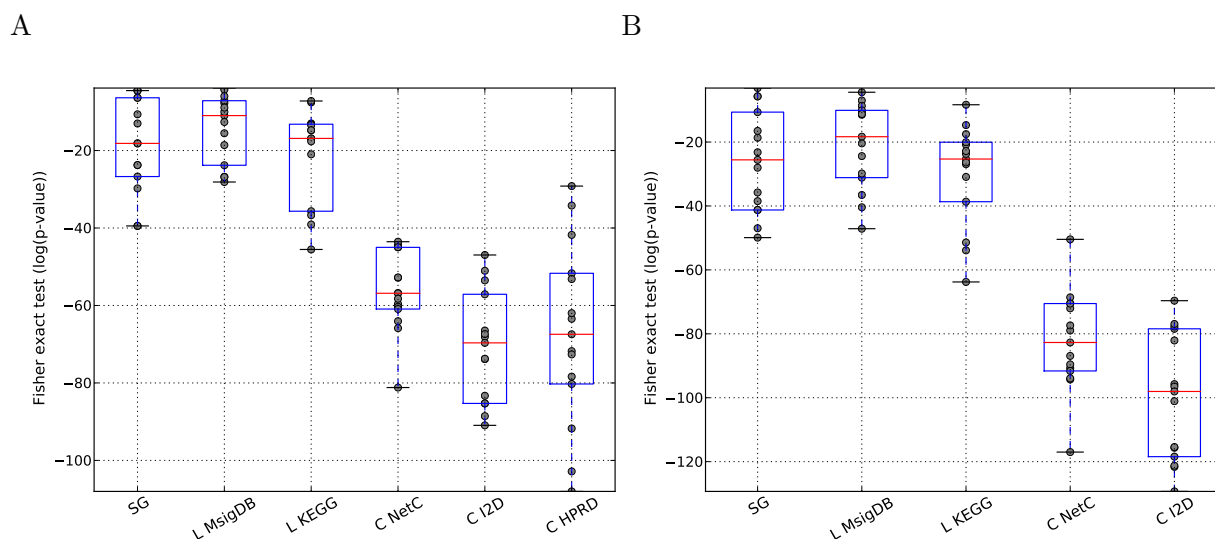 A
Fisher exact test (log(p-value))
−20
−40
−60
−80
−100
SG
L MsigDB
L KEGG
C NetC
C I2D
C HPRD
B
Fisher exact test (log(p-value))
−20
−40
−60
−80
−100
−120
SG
L MsigDB
L KEGG
C NetC
C I2D